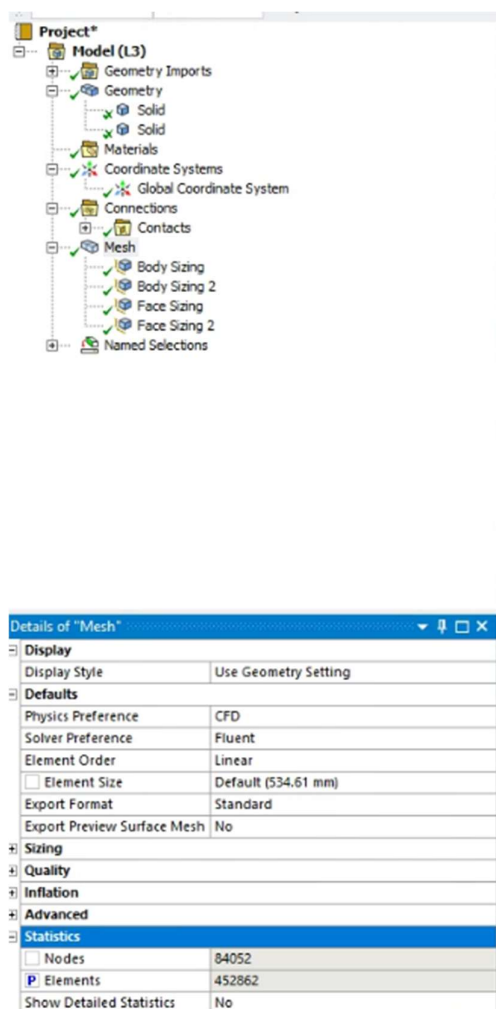 Project*
Model (L3)
Geometry Imports
Geometry
Solid
Solid
Materials
Coordinate Systems
Global Coordinate System
Connections
Contacts
Mesh
Body Sizing
Body Sizing 2
Face Sizing
Face Sizing 2
Named Selections
Details of "Mesh"
Display
Display Style Use Geometry Setting
Defaults
Physics Preference CFD
Solver Preference Fluent
Element Order Linear
Element Size Default (534.61 mm)
Export Format Standard
Export Preview Surface Mesh No
Sizing
Quality
Inflation
Advanced
Statistics
Nodes 84052
P Elements 452862
Show Detailed Statistics No